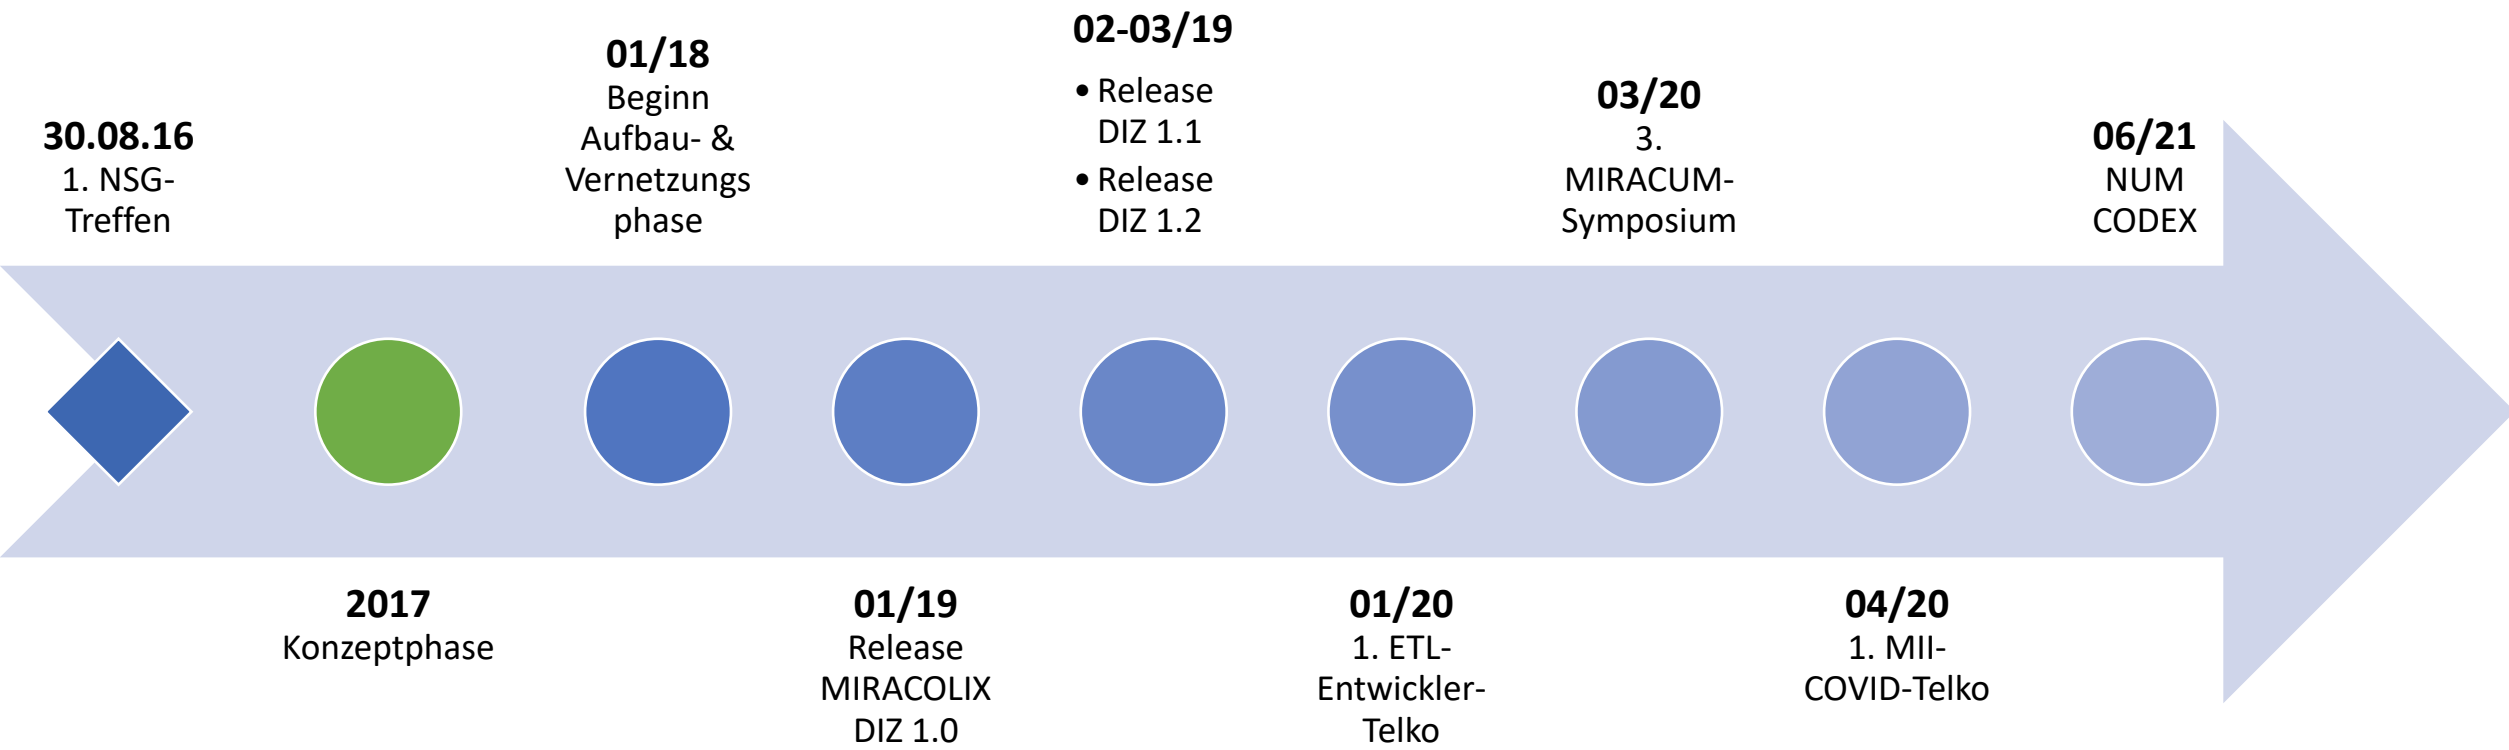 30.08.16
1. NSG-
Treffen
2017
Konzeptphase
01/18
Beginn
Aufbau- &
Vernetzungs
phase
01/19
Release
MIRACOLIX
DIZ 1.0
02-03/19
• Release
DIZ 1.1
• Release
DIZ 1.2
01/20
1. ETL-
Entwickler-
Telko
03/20
3.
MIRACUM-
Symposium
04/20
1. MII-
COVID-Telko
06/21
NUM
CODEX